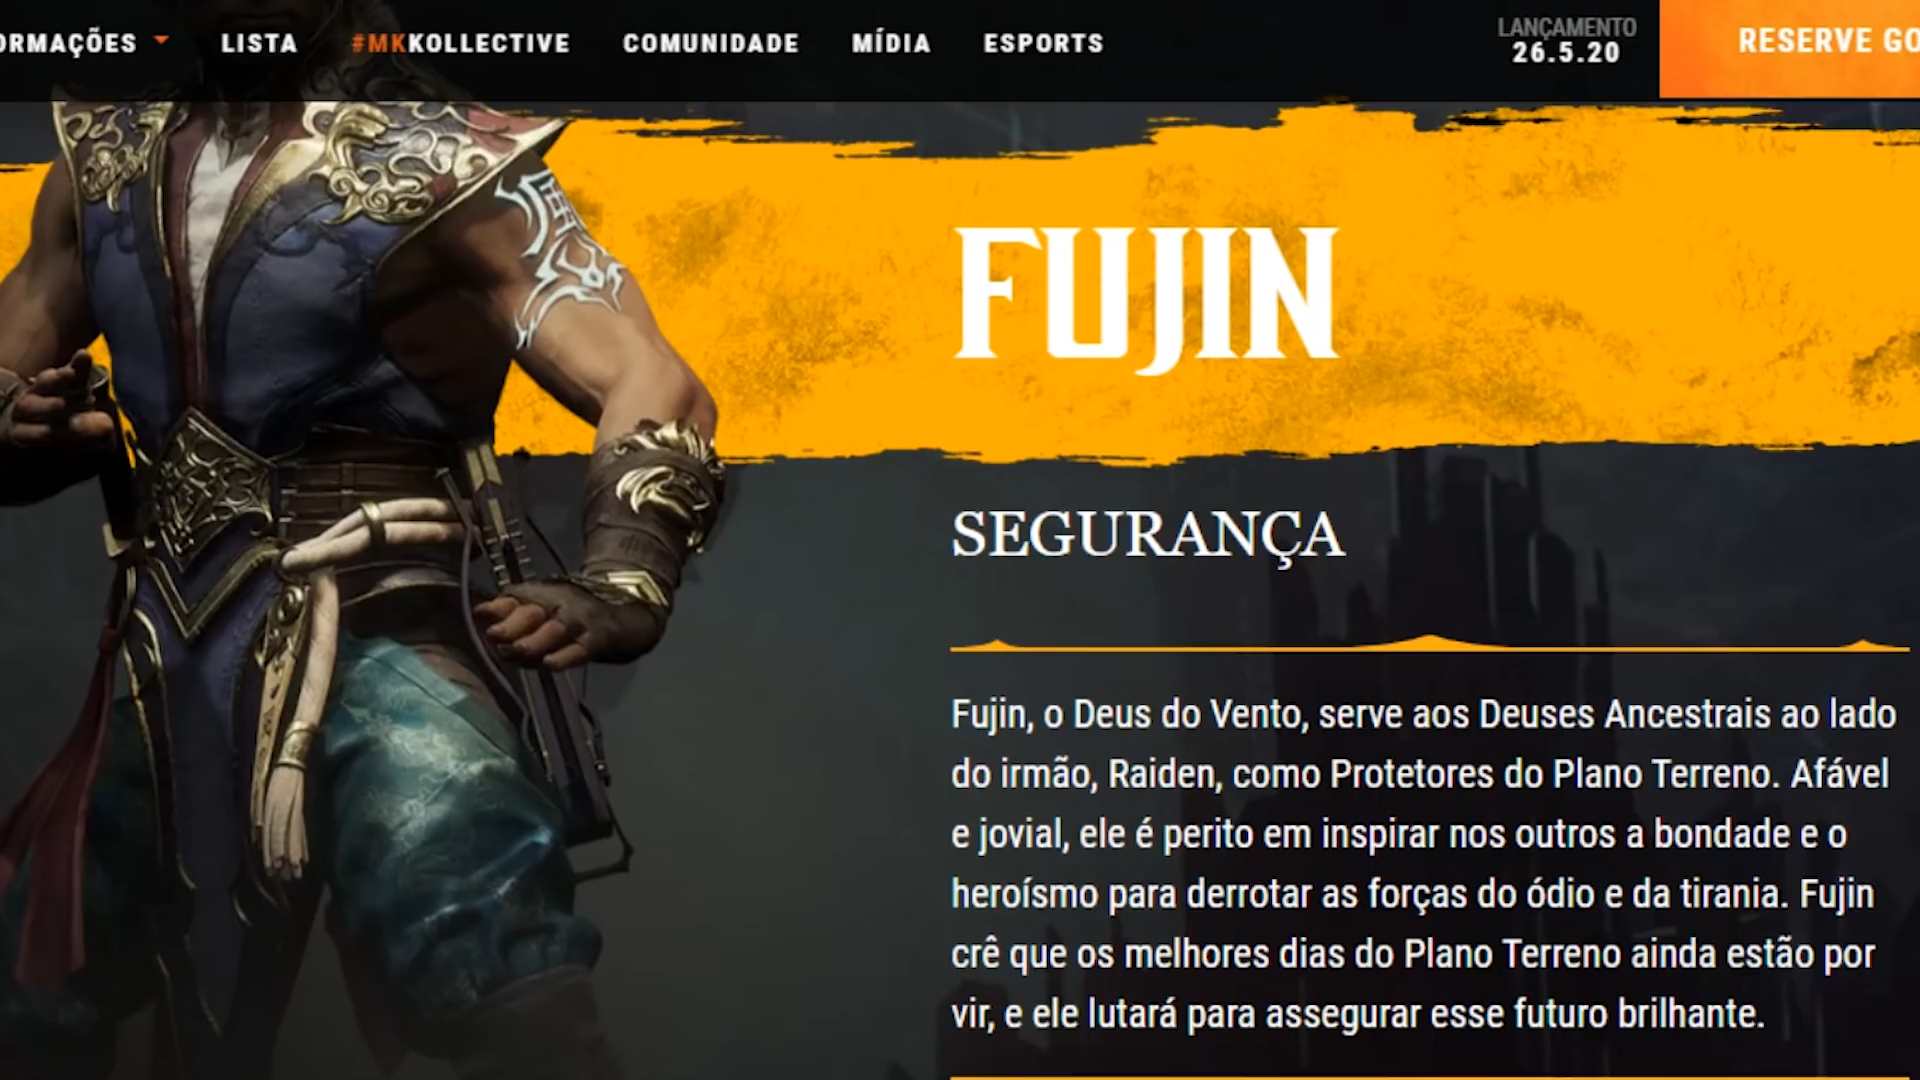 ORMAÇÕES LISTA #MKKOLLECTIVE COMUNIDADE MÍDIA ESPORTS
LANÇAMENTO
26.5.20
RESERVE GO
FUJIN
SEGURANÇA
Fujin, o Deus do Vento, serve aos Deuses Ancestrais ao lado
do irmão, Raiden, como Protetores do Plano Terreno. Afável
e jovial, ele é perito em inspirar nos outros a bondade e o
heroísmo para derrotar as forças do ódio e da tirania. Fujin
crê que os melhores dias do Plano Terreno ainda estão por
vir, e ele lutará para assegurar esse futuro brilhante.